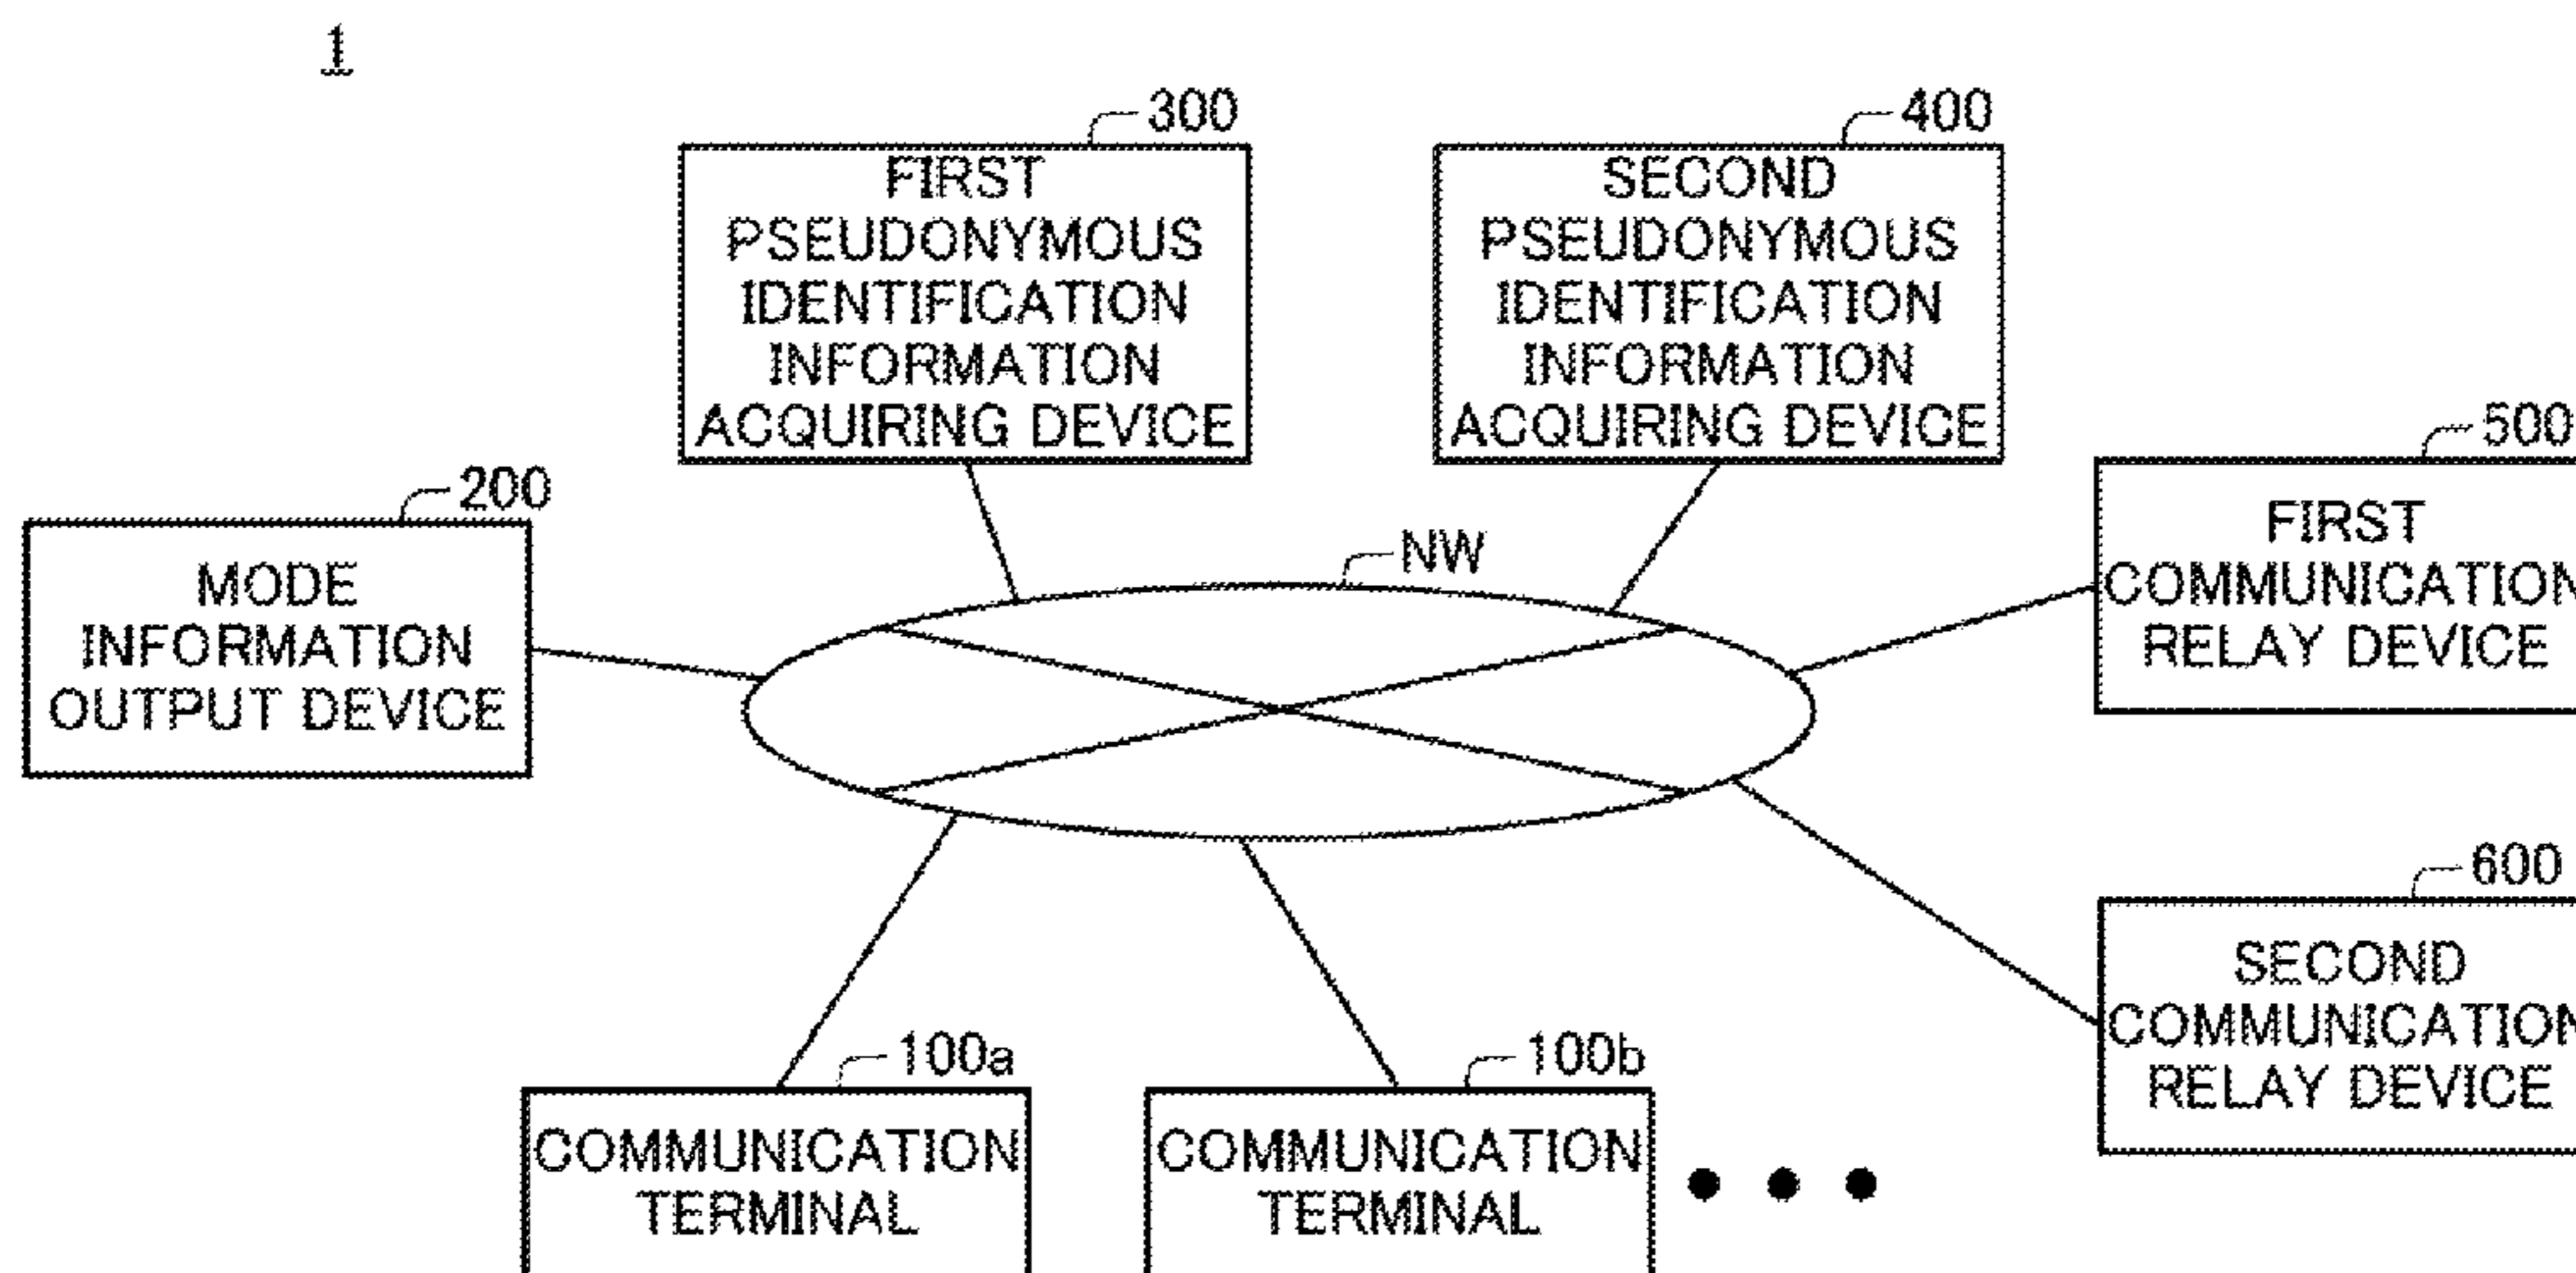 1
300
FIRST
PSEUDONYMOUS
IDENTIFICATION
INFORMATION
ACQUIRING DEVICE
400
SECOND
PSEUDONYMOUS
IDENTIFICATION
INFORMATION
ACQUIRING DEVICE
200
MODE
INFORMATION
OUTPUT DEVICE
NW
500
FIRST
COMMUNICATION
RELAY DEVICE
600
SECOND
COMMUNICATION
RELAY DEVICE
100a
COMMUNICATION
TERMINAL
100b
COMMUNICATION
TERMINAL